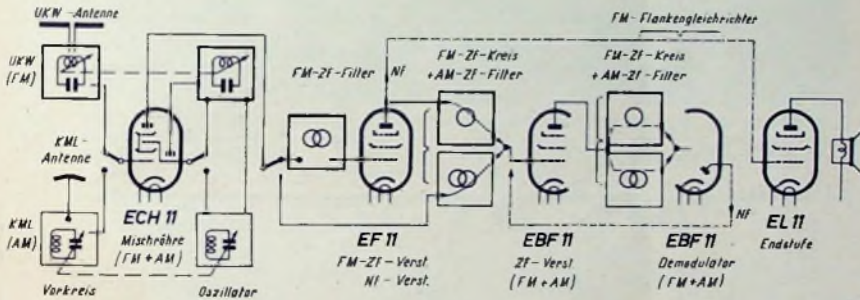 UKW-Antenne
UKW
(FM)
KML-
Antenne
KML
(AM)
Vorkreis
ECH 11
Mischröhre
(FM+AM)
Oszillator
FM-Zf-Filter
Nf
EF 11
FM-Zf-Verst.
Nf-Verst.
FM-Zf-Kreis
+AM-Zf-Filter
EBF 11
Zf-Verst.
(FM+AM)
FM-Flankengleichrichter
FM-Zf-Kreis
+AM-Zf-Filter
EBF 11
Demodulator
(FM+AM)
Nf
EL 11
Endstufe